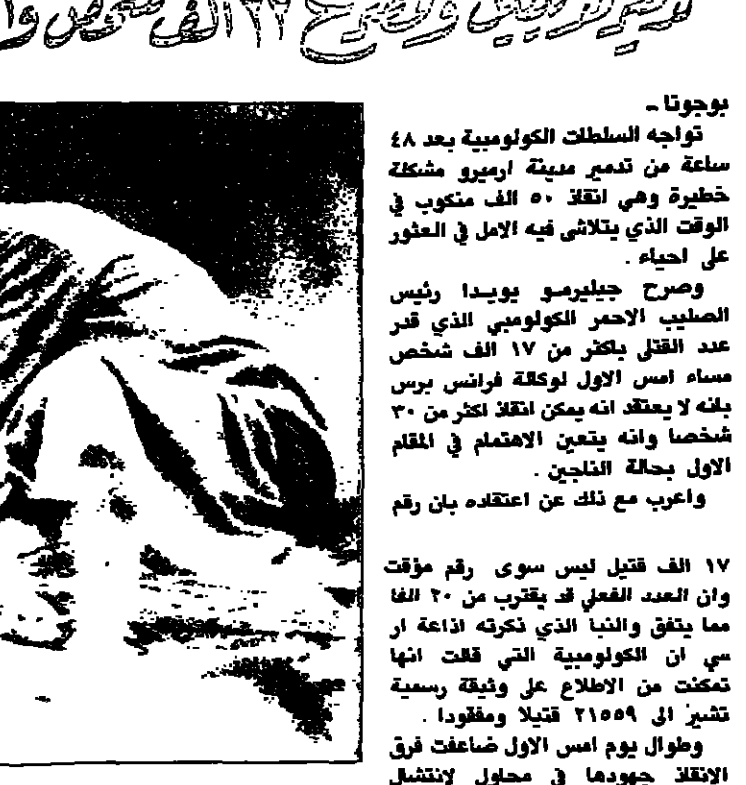 ٢٢ الف شخص
بوجوتا ـ
تواجه السلطات الكولومبية بعد ٤٨
ساعة من تدمير مدينة ارميرو مشكلة
خطيرة وهي انقاذ ٥٠ الف منكوب في
الوقت الذي يتلاشى فيه الامل في العثور
على احياء .
وصرح جيليرمو يويدا رئيس
الصليب الاحمر الكولومبي الذي قدر
عدد القتلى باكثر من ١٧ الف شخص
مساء امس الاول لوكالة فرانس برس
بانه لا يعتقد انه يمكن انقاذ اكثر من ٣٠
شخصا وانه يتعين الاهتمام في المقام
الاول بحالة الناجين .
واعرب مع ذلك عن اعتقاده بان رقم
١٧ الف قتيل ليس سوى رقم مؤقت
وان العدد الفعلي قد يقترب من ٢٠ الفا
مما يتفق والنبا الذي ذكرته اذاعة ار
سي ان الكولومبية التي قالت انها
تمكنت من الاطلاع على وثيقة رسمية
تشير الى ٢١٥٥٩ قتيلا ومفقودا .
وطوال يوم امس الاول ضاعفت فرق
الانقاذ جهودها في محاول لانتشال